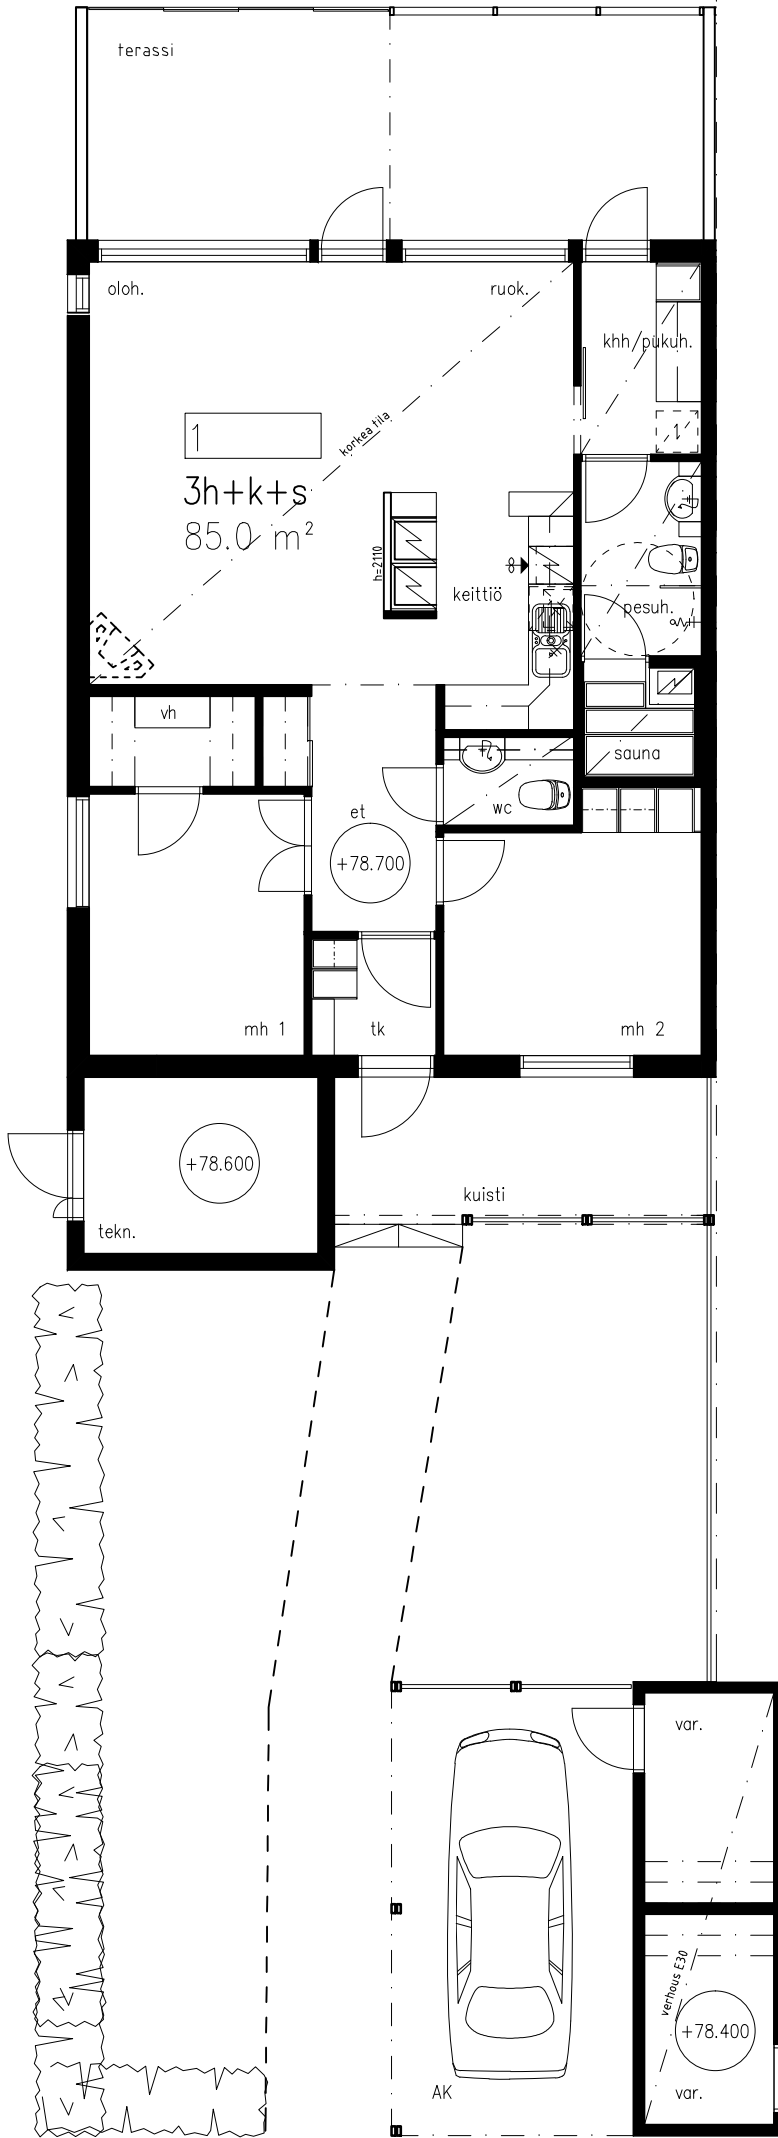 terassi
oloh.
ruok.
khh/pukuh.
korkea tila
1
3h+k+s
85.0 m²
1
h=2110
keittiö
pesuh.
vh
sauna
wc
et
+78.700
mh 1
tk
mh 2
+78.600
kuisti
tekn.
var.
verhous E30
+78.400
AK
var.